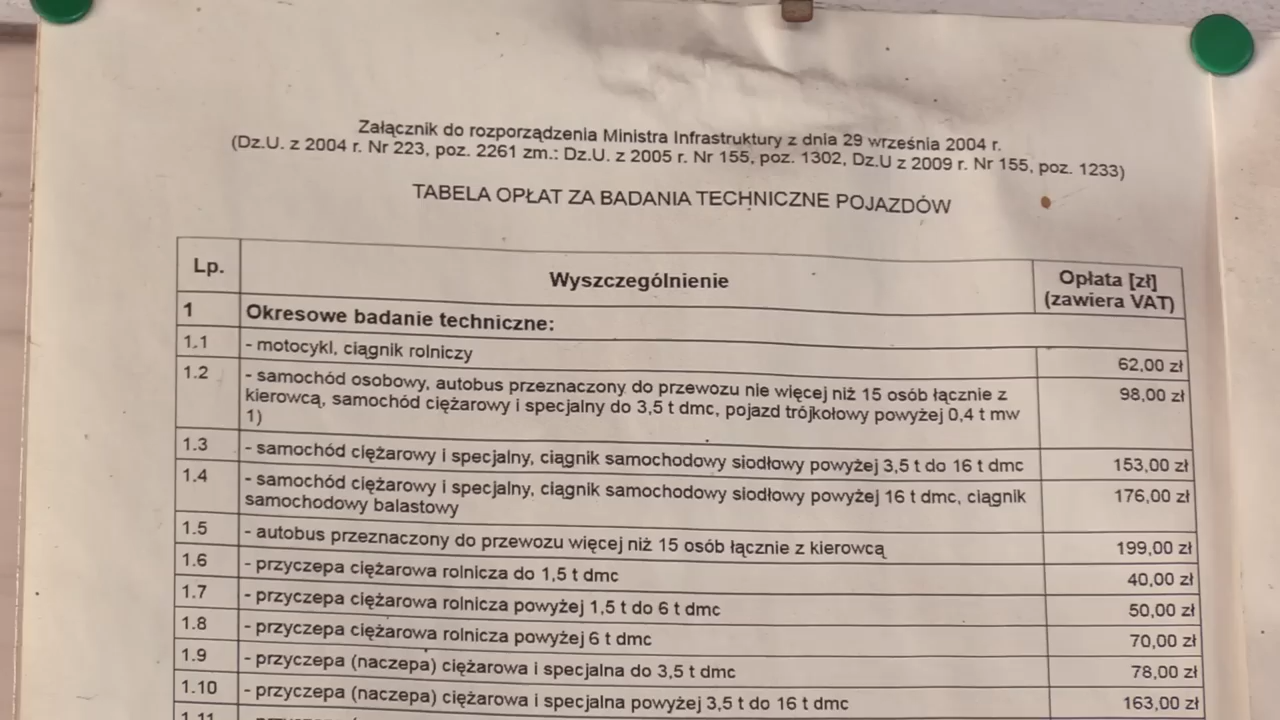 Załącznik do rozporządzenia Ministra Infrastruktury z dnia 29 września 2004 r.
(Dz.U. z 2004 r. Nr 223, poz. 2261 zm.: Dz.U. z 2005 r. Nr 155, poz. 1302, Dz.U z 2009 r. Nr 155, poz. 1233)
TABELA OPŁAT ZA BADANIA TECHNICZNE POJAZDÓW
Lp. Wyszczególnienie Opłata [zł]
(zawiera VAT)
1 Okresowe badanie techniczne:
1.1 - motocykl, ciągnik rolniczy 62,00 zł
1.2 - samochód osobowy, autobus przeznaczony do przewozu nie więcej niż 15 osób łącznie z 98,00 zł
kierowcą, samochód ciężarowy i specjalny do 3,5 t dmc, pojazd trójkołowy powyżej 0,4 t mw
1)
1.3 - samochód ciężarowy i specjalny, ciągnik samochodowy siodłowy powyżej 3,5 t do 16 t dmc 153,00 zł
1.4 - samochód ciężarowy i specjalny, ciągnik samochodowy siodłowy powyżej 16 t dmc, ciągnik 176,00 zł
samochodowy balastowy
1.5 - autobus przeznaczony do przewozu więcej niż 15 osób łącznie z kierowcą 199,00 zł
1.6 - przyczepa ciężarowa rolnicza do 1,5 t dmc 40,00 zł
1.7 - przyczepa ciężarowa rolnicza powyżej 1,5 t do 6 t dmc 50,00 zł
1.8 - przyczepa ciężarowa rolnicza powyżej 6 t dmc 70,00 zł
1.9 - przyczepa (naczepa) ciężarowa i specjalna do 3,5 t dmc 78,00 zł
1.10 - przyczepa (naczepa) ciężarowa i specjalna powyżej 3,5 t do 16 t dmc 163,00 zł
1.11